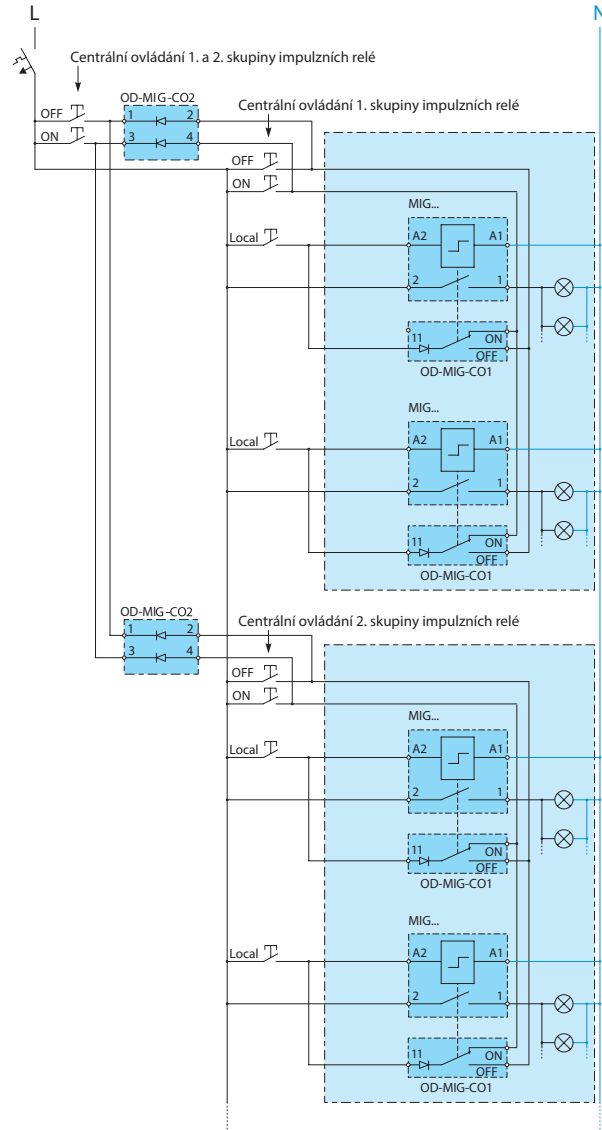 L
N
Centrální ovládání 1. a 2. skupiny impulzních relé
OD-MIG-CO2
Centrální ovládání 1. skupiny impulzních relé
OFF
1 2
ON
3 4
OFF
ON
MIG...
Local
A2 A1
2 1
11
ON
OFF
OD-MIG-CO1
MIG...
Local
A2 A1
2 1
11
ON
OFF
OD-MIG-CO1
OD-MIG-CO2
Centrální ovládání 2. skupiny impulzních relé
1 2
3 4
OFF
ON
MIG...
Local
A2 A1
2 1
11
ON
OFF
OD-MIG-CO1
MIG...
Local
A2 A1
2 1
11
ON
OFF
OD-MIG-CO1